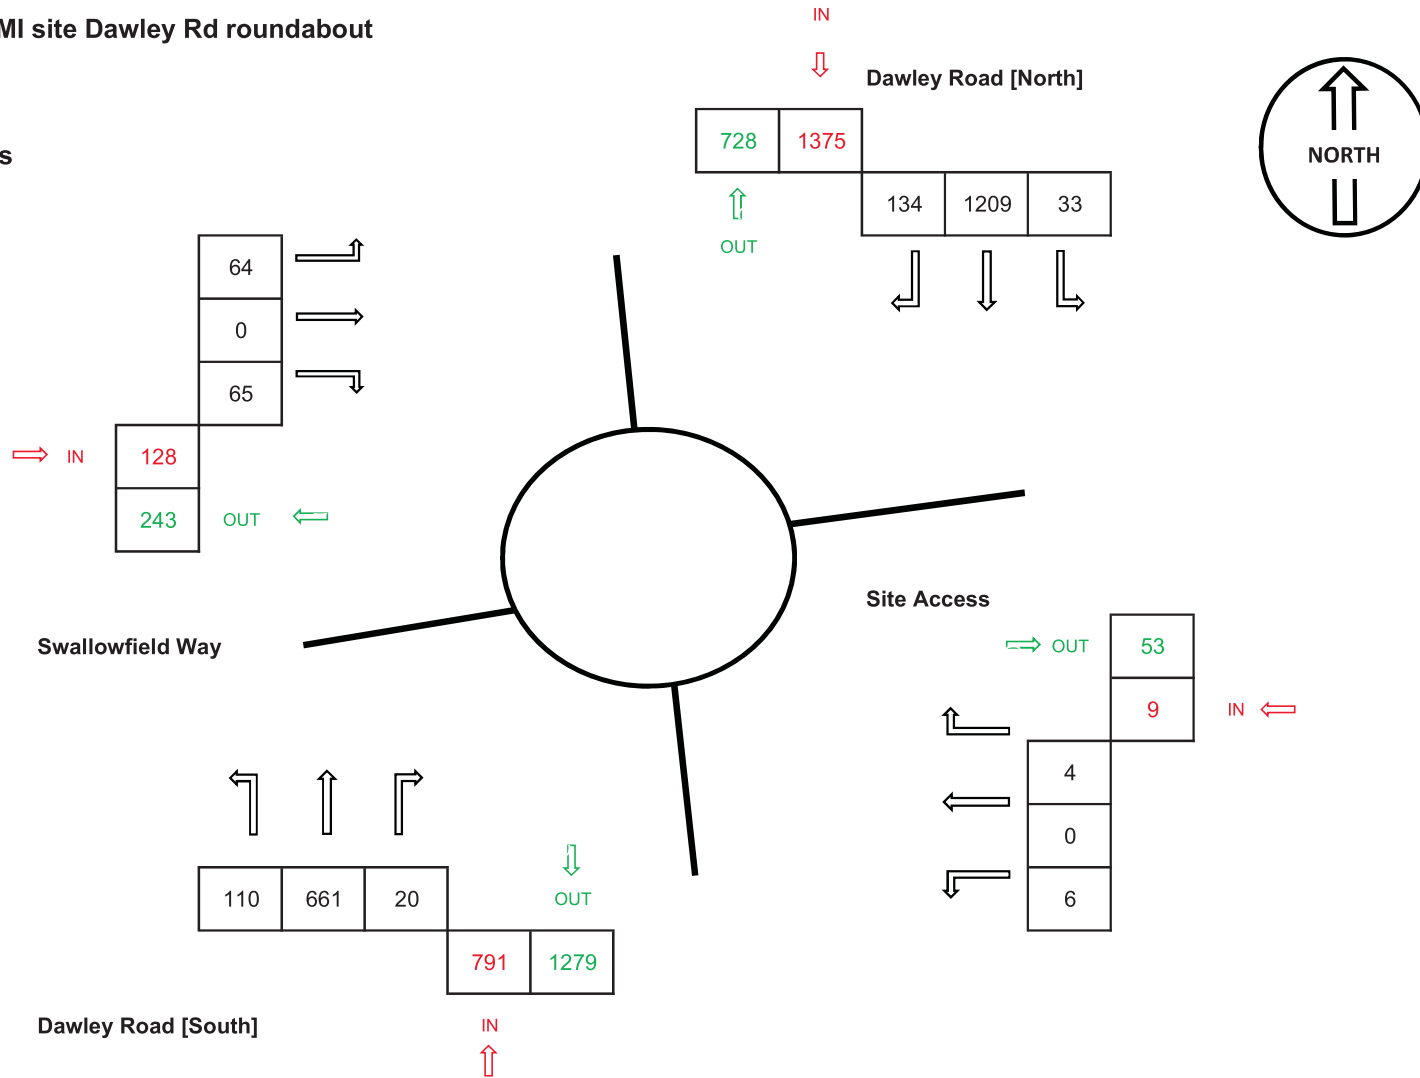 MI site Dawley Rd roundabout
IN
Dawley Road [North]
728 1375
NORTH
s
134 1209 33
OUT
64
0
65
IN 128
243 OUT
Site Access
OUT 53
9 IN
Swallowfield Way
4
0
6
110 661 20
OUT
791 1279
Dawley Road [South]
IN